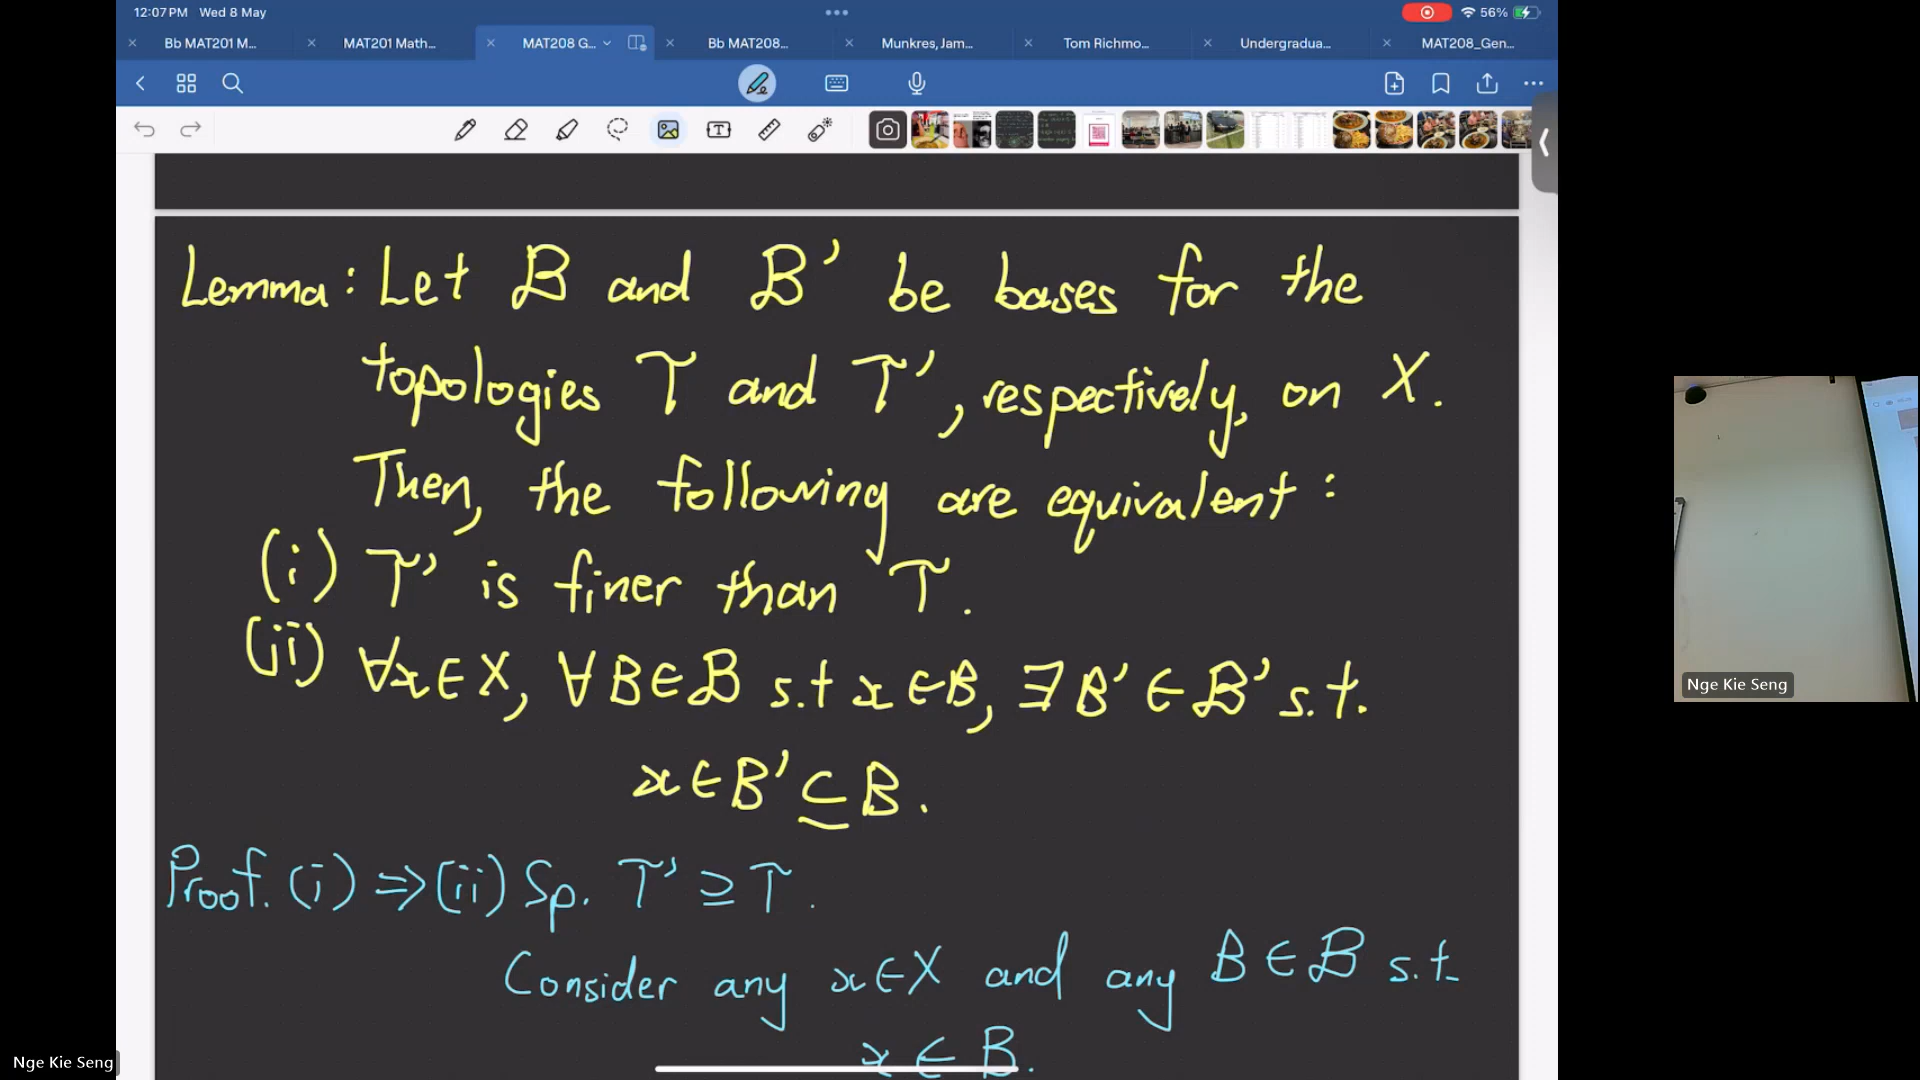 12:07 PM Wed 8 May
56%
Bb MAT201 M...
MAT201 Math...
MAT208 G...
Bb MAT208...
Munkres, Jam...
Tom Richmo...
Undergradua...
MAT208_Gen...
Lemma: Let ℬ and ℬ' be bases for the
topologies 𝒯 and 𝒯', respectively, on X.
Then, the following are equivalent:
(i) 𝒯' is finer than 𝒯.
(ii) ∀x∈X, ∀B∈ℬ s.t x∈B, ∃B'∈ℬ' s.t.
x∈B'⊆B.
Proof. (i) ⇒ (ii) Sp. 𝒯' ⊇ 𝒯.
Consider any x∈X and any B∈ℬ s.t.
x∈B.
Nge Kie Seng
Nge Kie Seng